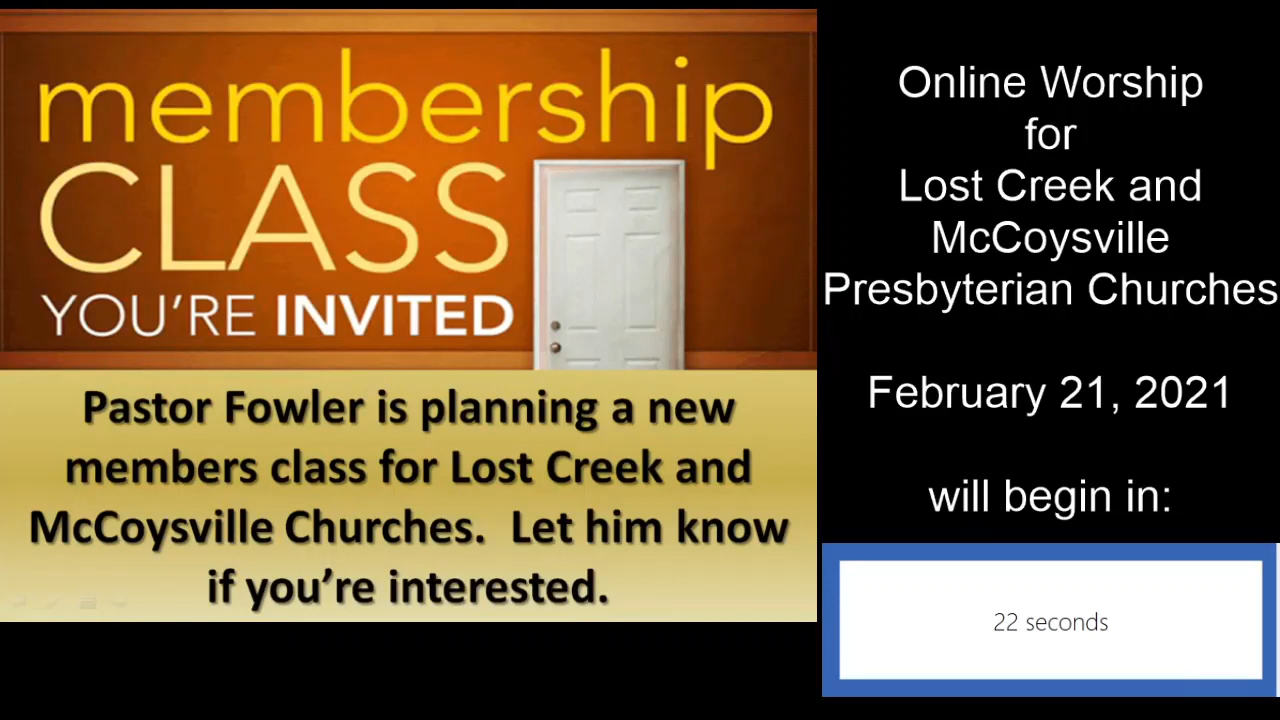 membership
CLASS
YOU'RE INVITED
Pastor Fowler is planning a new
members class for Lost Creek and
McCoysville Churches.  Let him know
if you're interested.
Online Worship
for
Lost Creek and
McCoysville
Presbyterian Churches
February 21, 2021
will begin in:
22 seconds